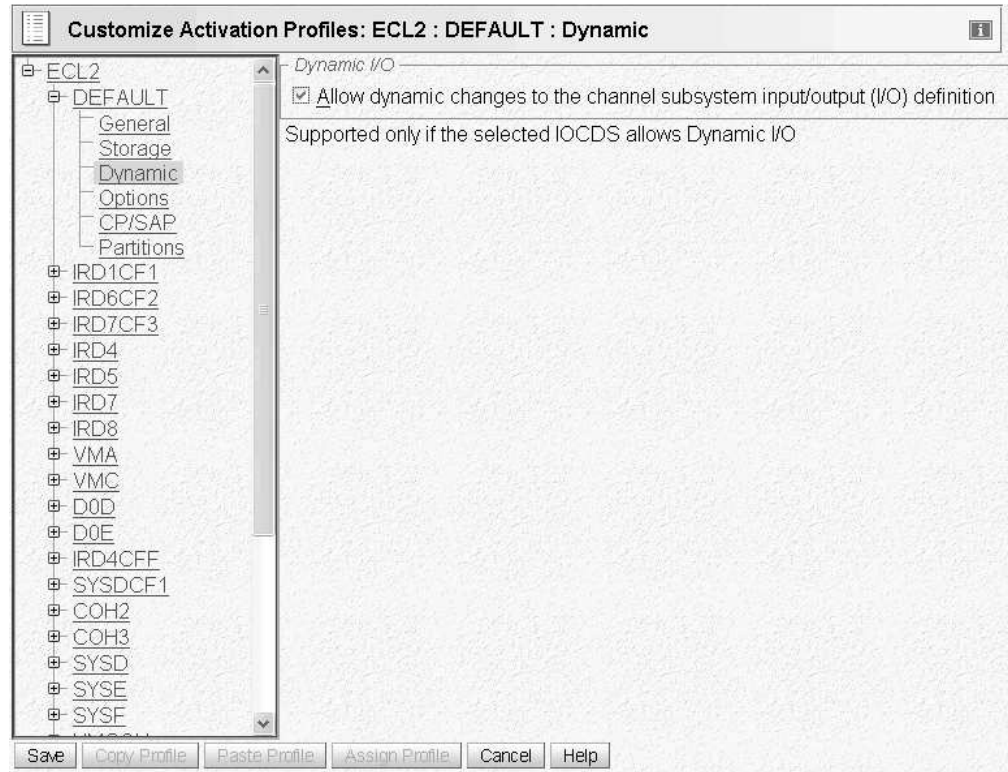 Customize Activation Profiles: ECL2 : DEFAULT : Dynamic
i
ECL2
DEFAULT
General
Storage
Dynamic
Options
CP/SAP
Partitions
IRD1CF1
IRD6CF2
IRD7CF3
IRD4
IRD5
IRD7
IRD8
VMA
VMC
D0D
D0E
IRD4CFF
SYSDCF1
COH2
COH3
SYSD
SYSE
SYSF
Dynamic I/O
Allow dynamic changes to the channel subsystem input/output (I/O) definition
Supported only if the selected IOCDS allows Dynamic I/O
Save Copy Profile Paste Profile Assign Profile Cancel Help